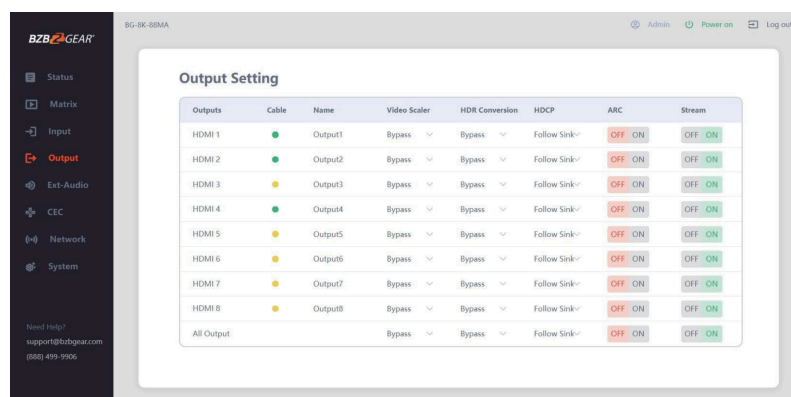 BG-8K-88MA
Admin Power on Log out
BZBGEAR
Status
Matrix
Input
Output
Ext-Audio
CEC
Network
System
Need Help?
support@bzbgear.com
(888) 499-9906
Output Setting
Outputs Cable Name Video Scaler HDR Conversion HDCP ARC Stream
HDMI 1 Output1 Bypass Bypass Follow Sink OFF ON OFF ON
HDMI 2 Output2 Bypass Bypass Follow Sink OFF ON OFF ON
HDMI 3 Output3 Bypass Bypass Follow Sink OFF ON OFF ON
HDMI 4 Output4 Bypass Bypass Follow Sink OFF ON OFF ON
HDMI 5 Output5 Bypass Bypass Follow Sink OFF ON OFF ON
HDMI 6 Output6 Bypass Bypass Follow Sink OFF ON OFF ON
HDMI 7 Output7 Bypass Bypass Follow Sink OFF ON OFF ON
HDMI 8 Output8 Bypass Bypass Follow Sink OFF ON OFF ON
All Output Bypass Bypass Follow Sink OFF ON OFF ON